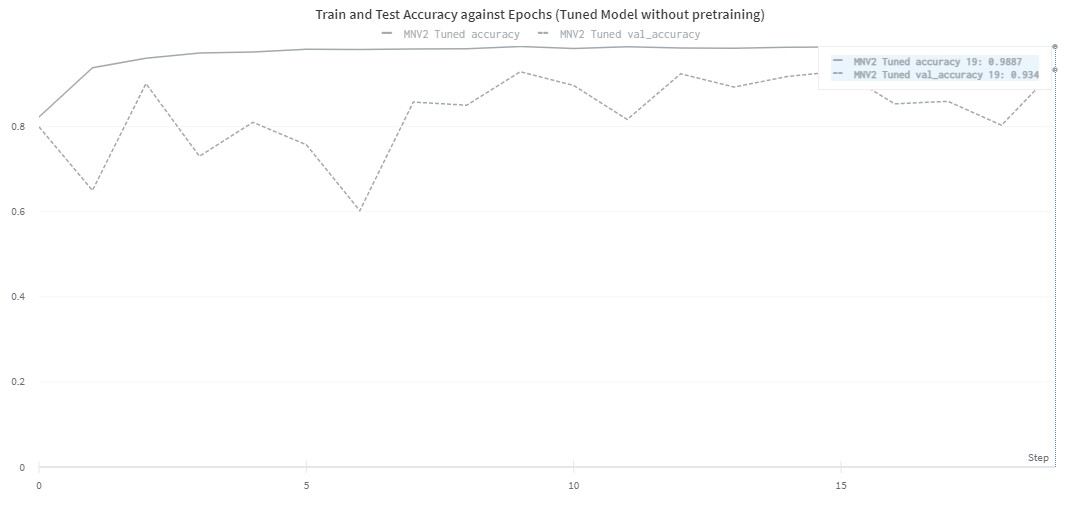 Train and Test Accuracy against Epochs (Tuned Model without pretraining)
MNV2 Tuned accuracy MNV2 Tuned val_accuracy
MNV2 Tuned accuracy 19: 0.9887
MNV2 Tuned val_accuracy 19: 0.934
0.8
0.6
0.4
0.2
Step
0
0 5 10 15